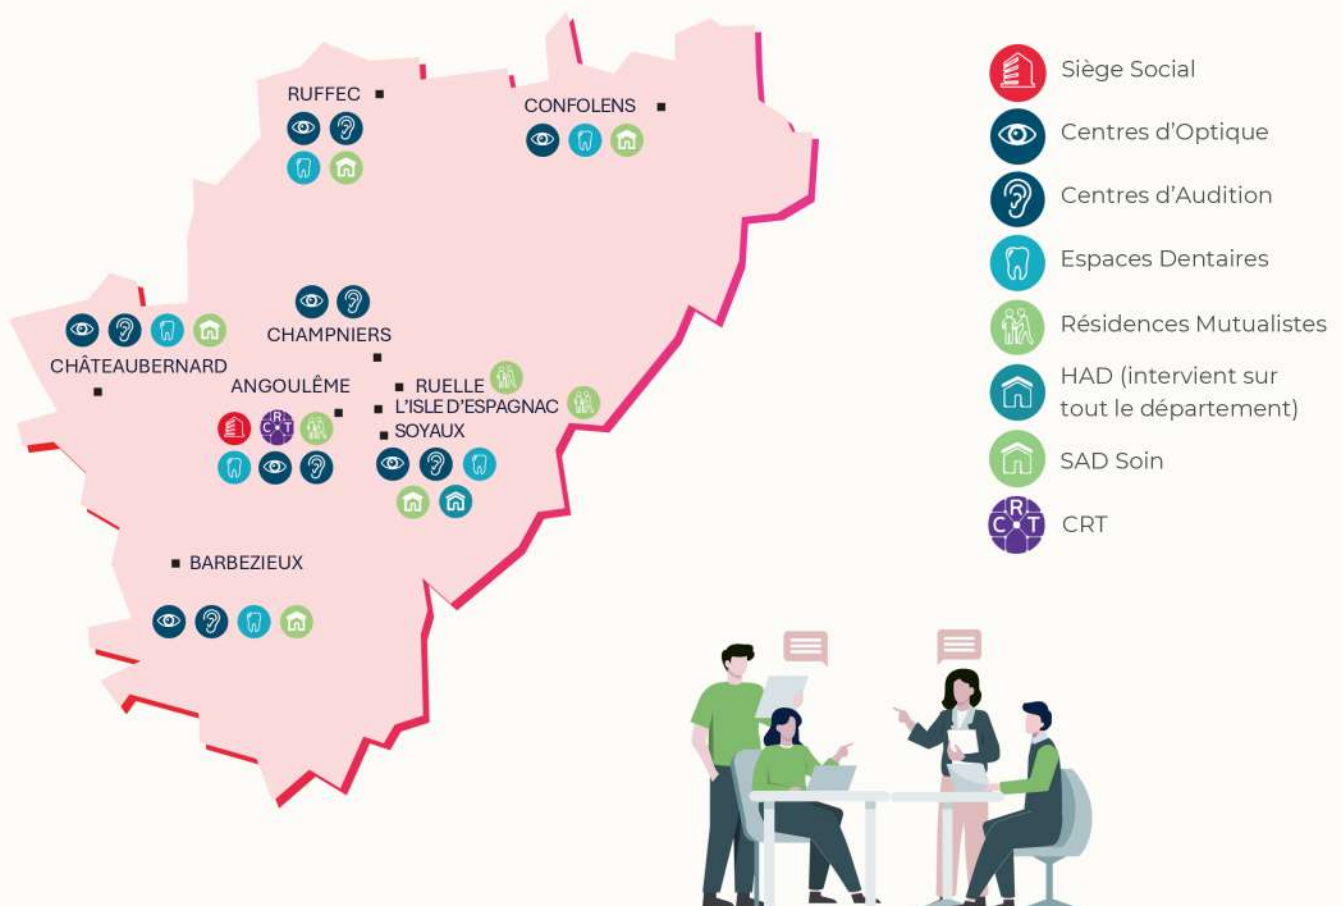 RUFFEC
CONFOLENS
CHAMPNIERS
CHÂTEAUBERNARD
ANGOULÊME
RUELLE
L'ISLE D'ESPAGNAC
SOYAUX
C R T
BARBEZIEUX
Siège Social
Centres d'Optique
Centres d'Audition
Espaces Dentaires
Résidences Mutualistes
HAD (intervient sur
tout le département)
SAD Soin
C R T
CRT